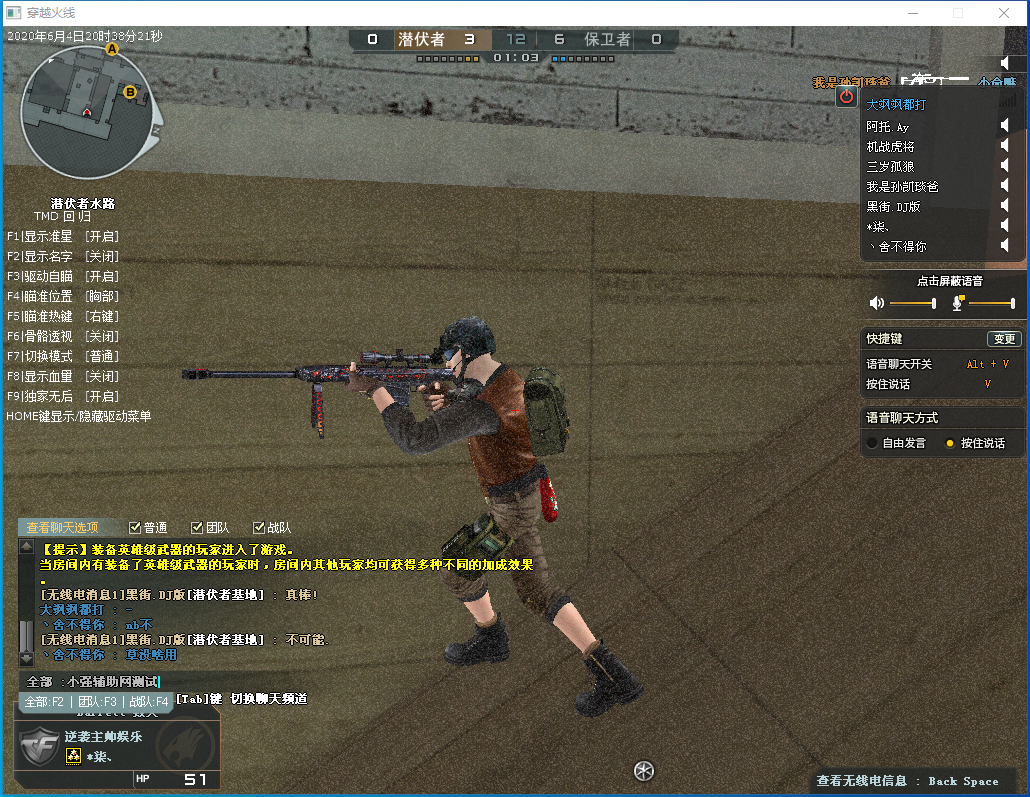 穿越火线
2020年6月4日20时38分21秒
0 潜伏者 3 12 6 保卫者 0
01:03
A
B
N
我是孙凯琰爸
大飒飒都打
阿托.Ay
机战虎将
三岁孤狼
我是孙凯琰爸
黑街.DJ版
*柒、
丶舍不得你
点击屏蔽语音
快捷键 变更
语音聊天开关 Alt + V
按住说话 V
语音聊天方式
自由发言 按住说话
潜伏者水路
TMD 回归
F1|显示准星 [开启]
F2|显示名字 [关闭]
F3|驱动自瞄 [开启]
F4|瞄准位置 [胸部]
F5|瞄准热键 [右键]
F6|骨骼透视 [关闭]
F7|切换模式 [普通]
F8|显示血量 [关闭]
F9|独家无后 [开启]
HOME键显示/隐藏驱动菜单
查看聊天选项 普通 团队 战队
【提示】装备英雄级武器的玩家进入了游戏。
当房间内有装备了英雄级武器的玩家时，房间内其他玩家均可获得多种不同的加成效果
。
[无线电消息1]黑街.DJ版[潜伏者基地] : 真棒!
大飒飒都打 : -
丶舍不得你 : nb不
[无线电消息1]黑街.DJ版[潜伏者基地] : 不可能.
丶舍不得你 : 草没啥用
全部 :小强辅助网测试
全部:F2 | 团队:F3 | 战队:F4 [Tab]键 切换聊天频道
逆袭主帅娱乐
*柒、
CF
HP 51
查看无线电信息 : Back Space